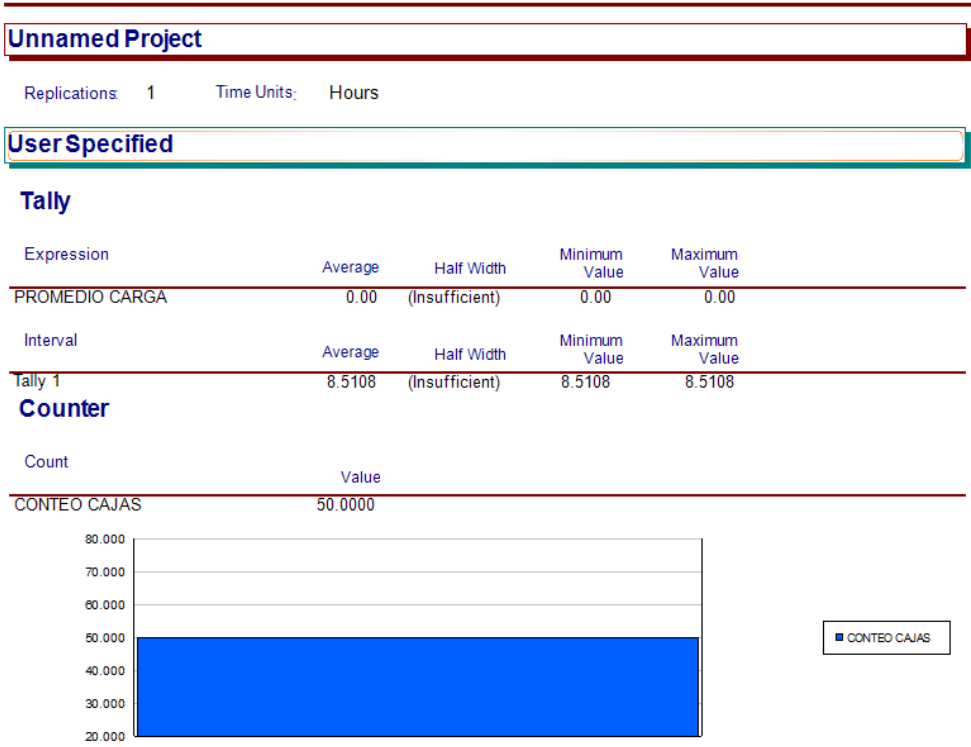 Unnamed Project
Replications: 1 Time Units: Hours
User Specified
Tally
Expression Average Half Width Minimum Value Maximum Value
PROMEDIO CARGA 0.00 (Insufficient) 0.00 0.00
Interval Average Half Width Minimum Value Maximum Value
Tally 1 8.5108 (Insufficient) 8.5108 8.5108
Counter
Count Value
CONTEO CAJAS 50.0000
80.000
70.000
60.000
50.000
CONTEO CAJAS
40.000
30.000
20.000